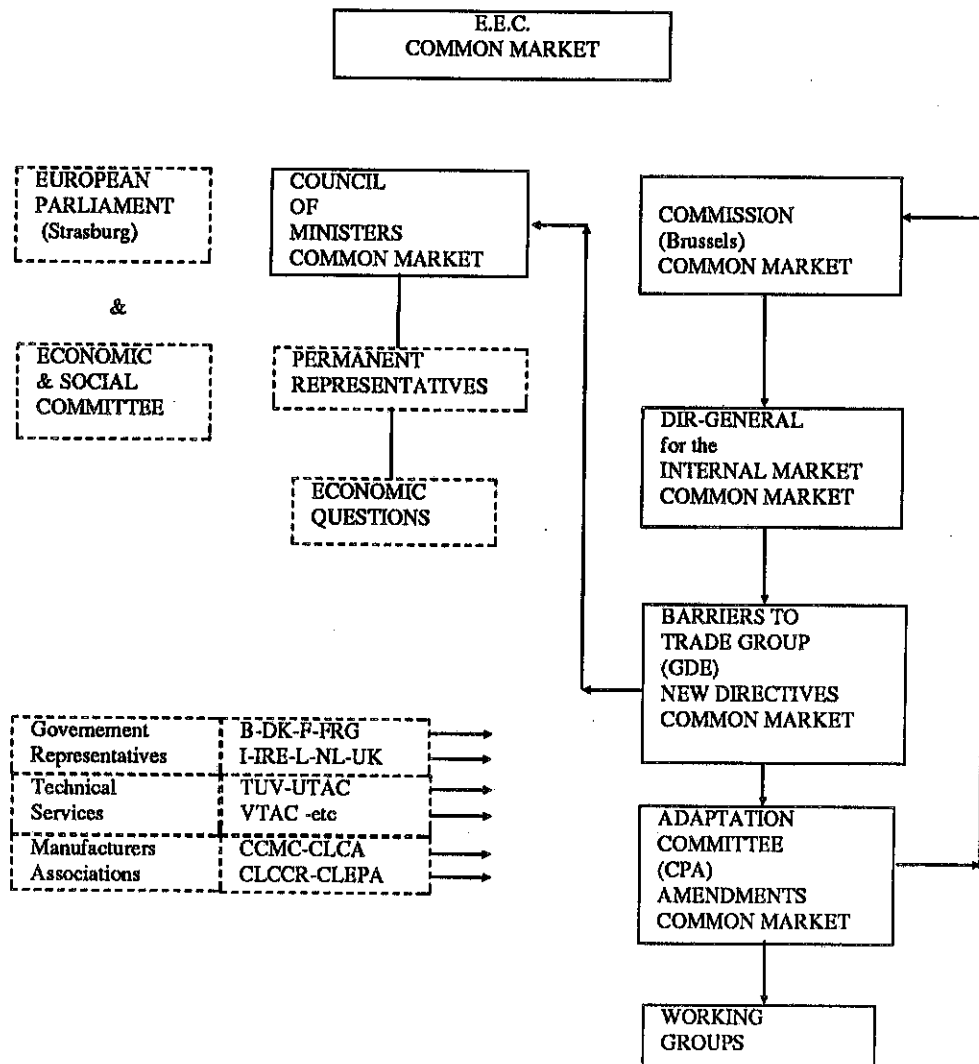 E.E.C.
COMMON MARKET
EUROPEAN
PARLIAMENT
(Strasburg)
&
ECONOMIC
& SOCIAL
COMMITTEE
COUNCIL
OF
MINISTERS
COMMON MARKET
PERMANENT
REPRESENTATIVES
ECONOMIC
QUESTIONS
COMMISSION
(Brussels)
COMMON MARKET
DIR-GENERAL
for the
INTERNAL MARKET
COMMON MARKET
BARRIERS TO
TRADE GROUP
(GDE)
NEW DIRECTIVES
COMMON MARKET
Governement B-DK-F-FRG
Representatives I-IRE-L-NL-UK
Technical TUV-UTAC
Services VTAC -etc
Manufacturers CCMC-CLCA
Associations CLCCR-CLEPA
ADAPTATION
COMMITTEE
(CPA)
AMENDMENTS
COMMON MARKET
WORKING
GROUPS